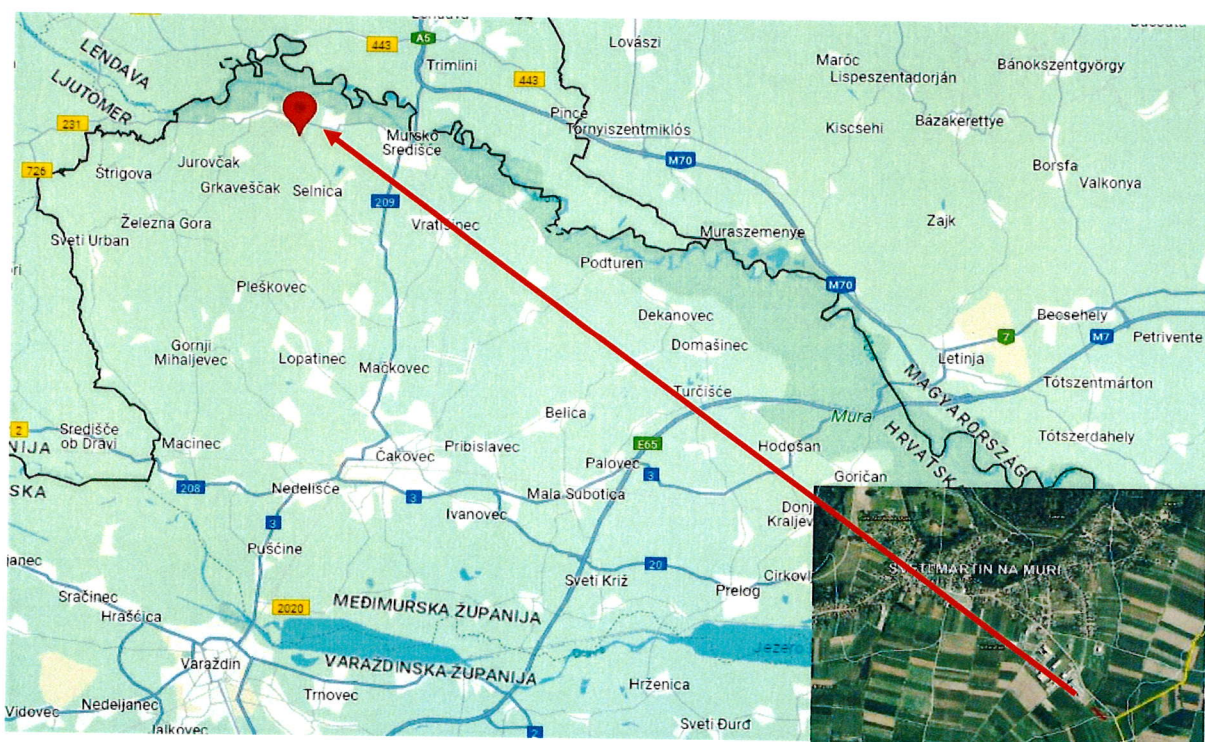 443
A5
Trimlini
Lovászi
443
Maróc
Lispeszentadorján
Bánokszentgyörgy
LENDAVA
LJUTOMER
231
Pince
Tornyiszentmiklós
Kiscsehi
Bázakerettye
Mursko
Središče
M70
726
Štrigova
Jurovčak
Grkaveščak
Selnica
209
Borsfa
Valkonya
Železna Gora
Sveti Urban
Vratišinec
Zajk
Muraszemenye
Podturen
Pleškovec
M70
Dekanovec
Becsehely
Gornji
Mihaljevec
Lopatinec
Mačkovec
Domašinec
7
M7
Petrivente
Letinja
Turčišće
Tótszentmárton
MAGYARORSZÁG
Belica
Mura
HRVATSK
2
Središče
ob Dravi
NIJA
Macinec
Čakovec
Pribislavec
E65
Hodošan
Tótszerdahely
Palovec
3
Goričan
SKA
208
Nedelišće
3
Mala Subotica
3
Ivanovec
Donj
Kraljev
Pušćine
20
Sveti Križ
Prelog
Cirkovl
SVETI MARTIN NA MURI
janec
Sračinec
Hrašćica
2020
MEĐIMURSKA ŽUPANIJA
Varaždin
VARAŽDINSKA ŽUPANIJA
Jezero
Trnovec
Hrženica
Vidovec
Nedeljanec
Jalkovec
2
Sveti Đurđ